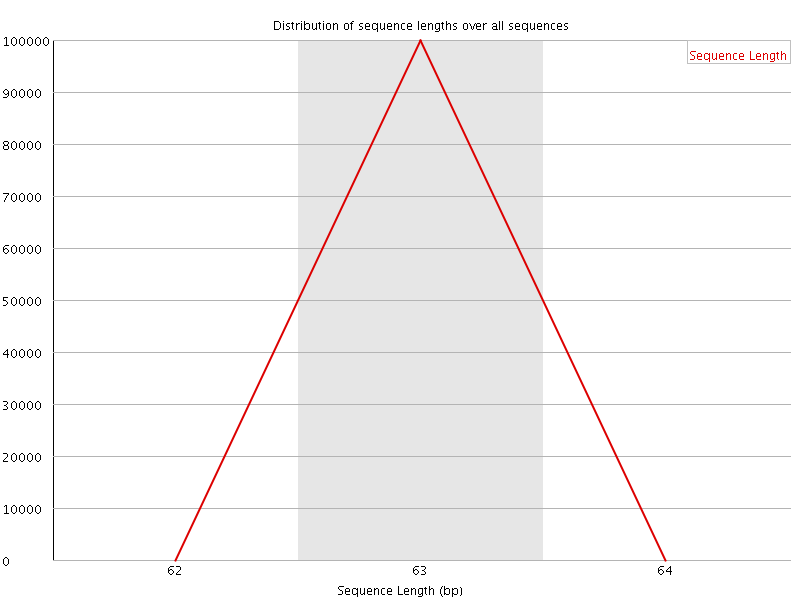 Distribution of sequence lengths over all sequences
Sequence Length
100000
90000
80000
70000
60000
50000
40000
30000
20000
10000
0
62 63 64
Sequence Length (bp)